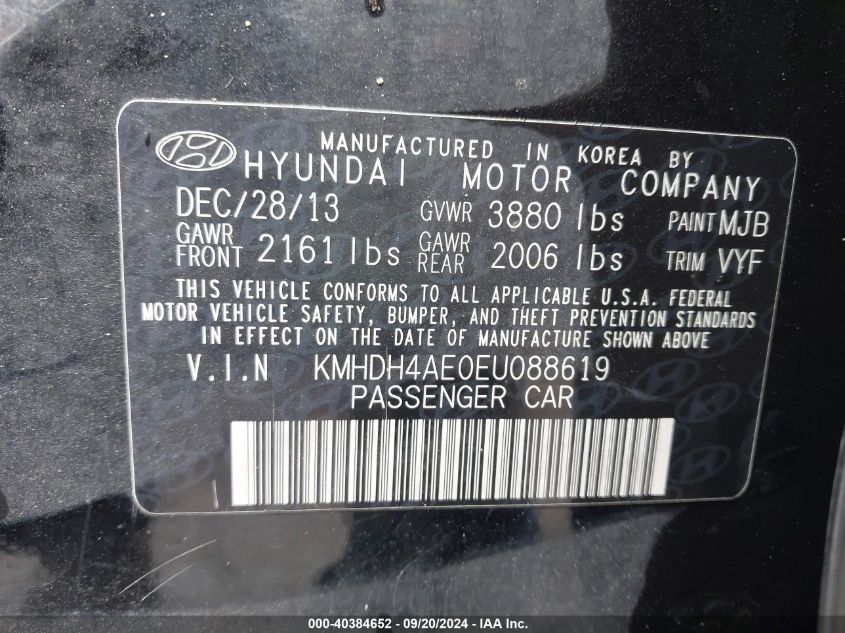 MANUFACTURED IN KOREA BY
HYUNDAI MOTOR COMPANY
DEC/28/13 GVWR 3880 lbs PAINT MJB
GAWR FRONT 2161 lbs GAWR REAR 2006 lbs TRIM VYF
THIS VEHICLE CONFORMS TO ALL APPLICABLE U.S.A. FEDERAL
MOTOR VEHICLE SAFETY, BUMPER, AND THEFT PREVENTION STANDARDS
IN EFFECT ON THE DATE OF MANUFACTURE SHOWN ABOVE
V.I.N KMHDH4AE0EU088619
PASSENGER CAR
000-40384652 - 09/20/2024 - IAA Inc.